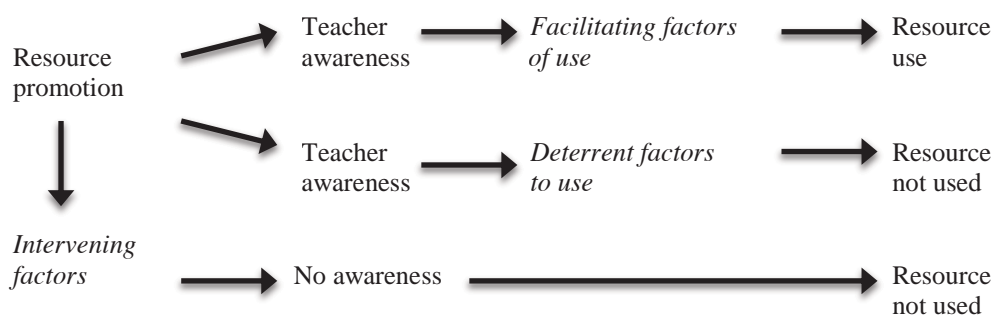 Resource
promotion
Teacher
awareness
Facilitating factors
of use
Resource
use
Teacher
awareness
Deterrent factors
to use
Resource
not used
Intervening
factors
No awareness
Resource
not used